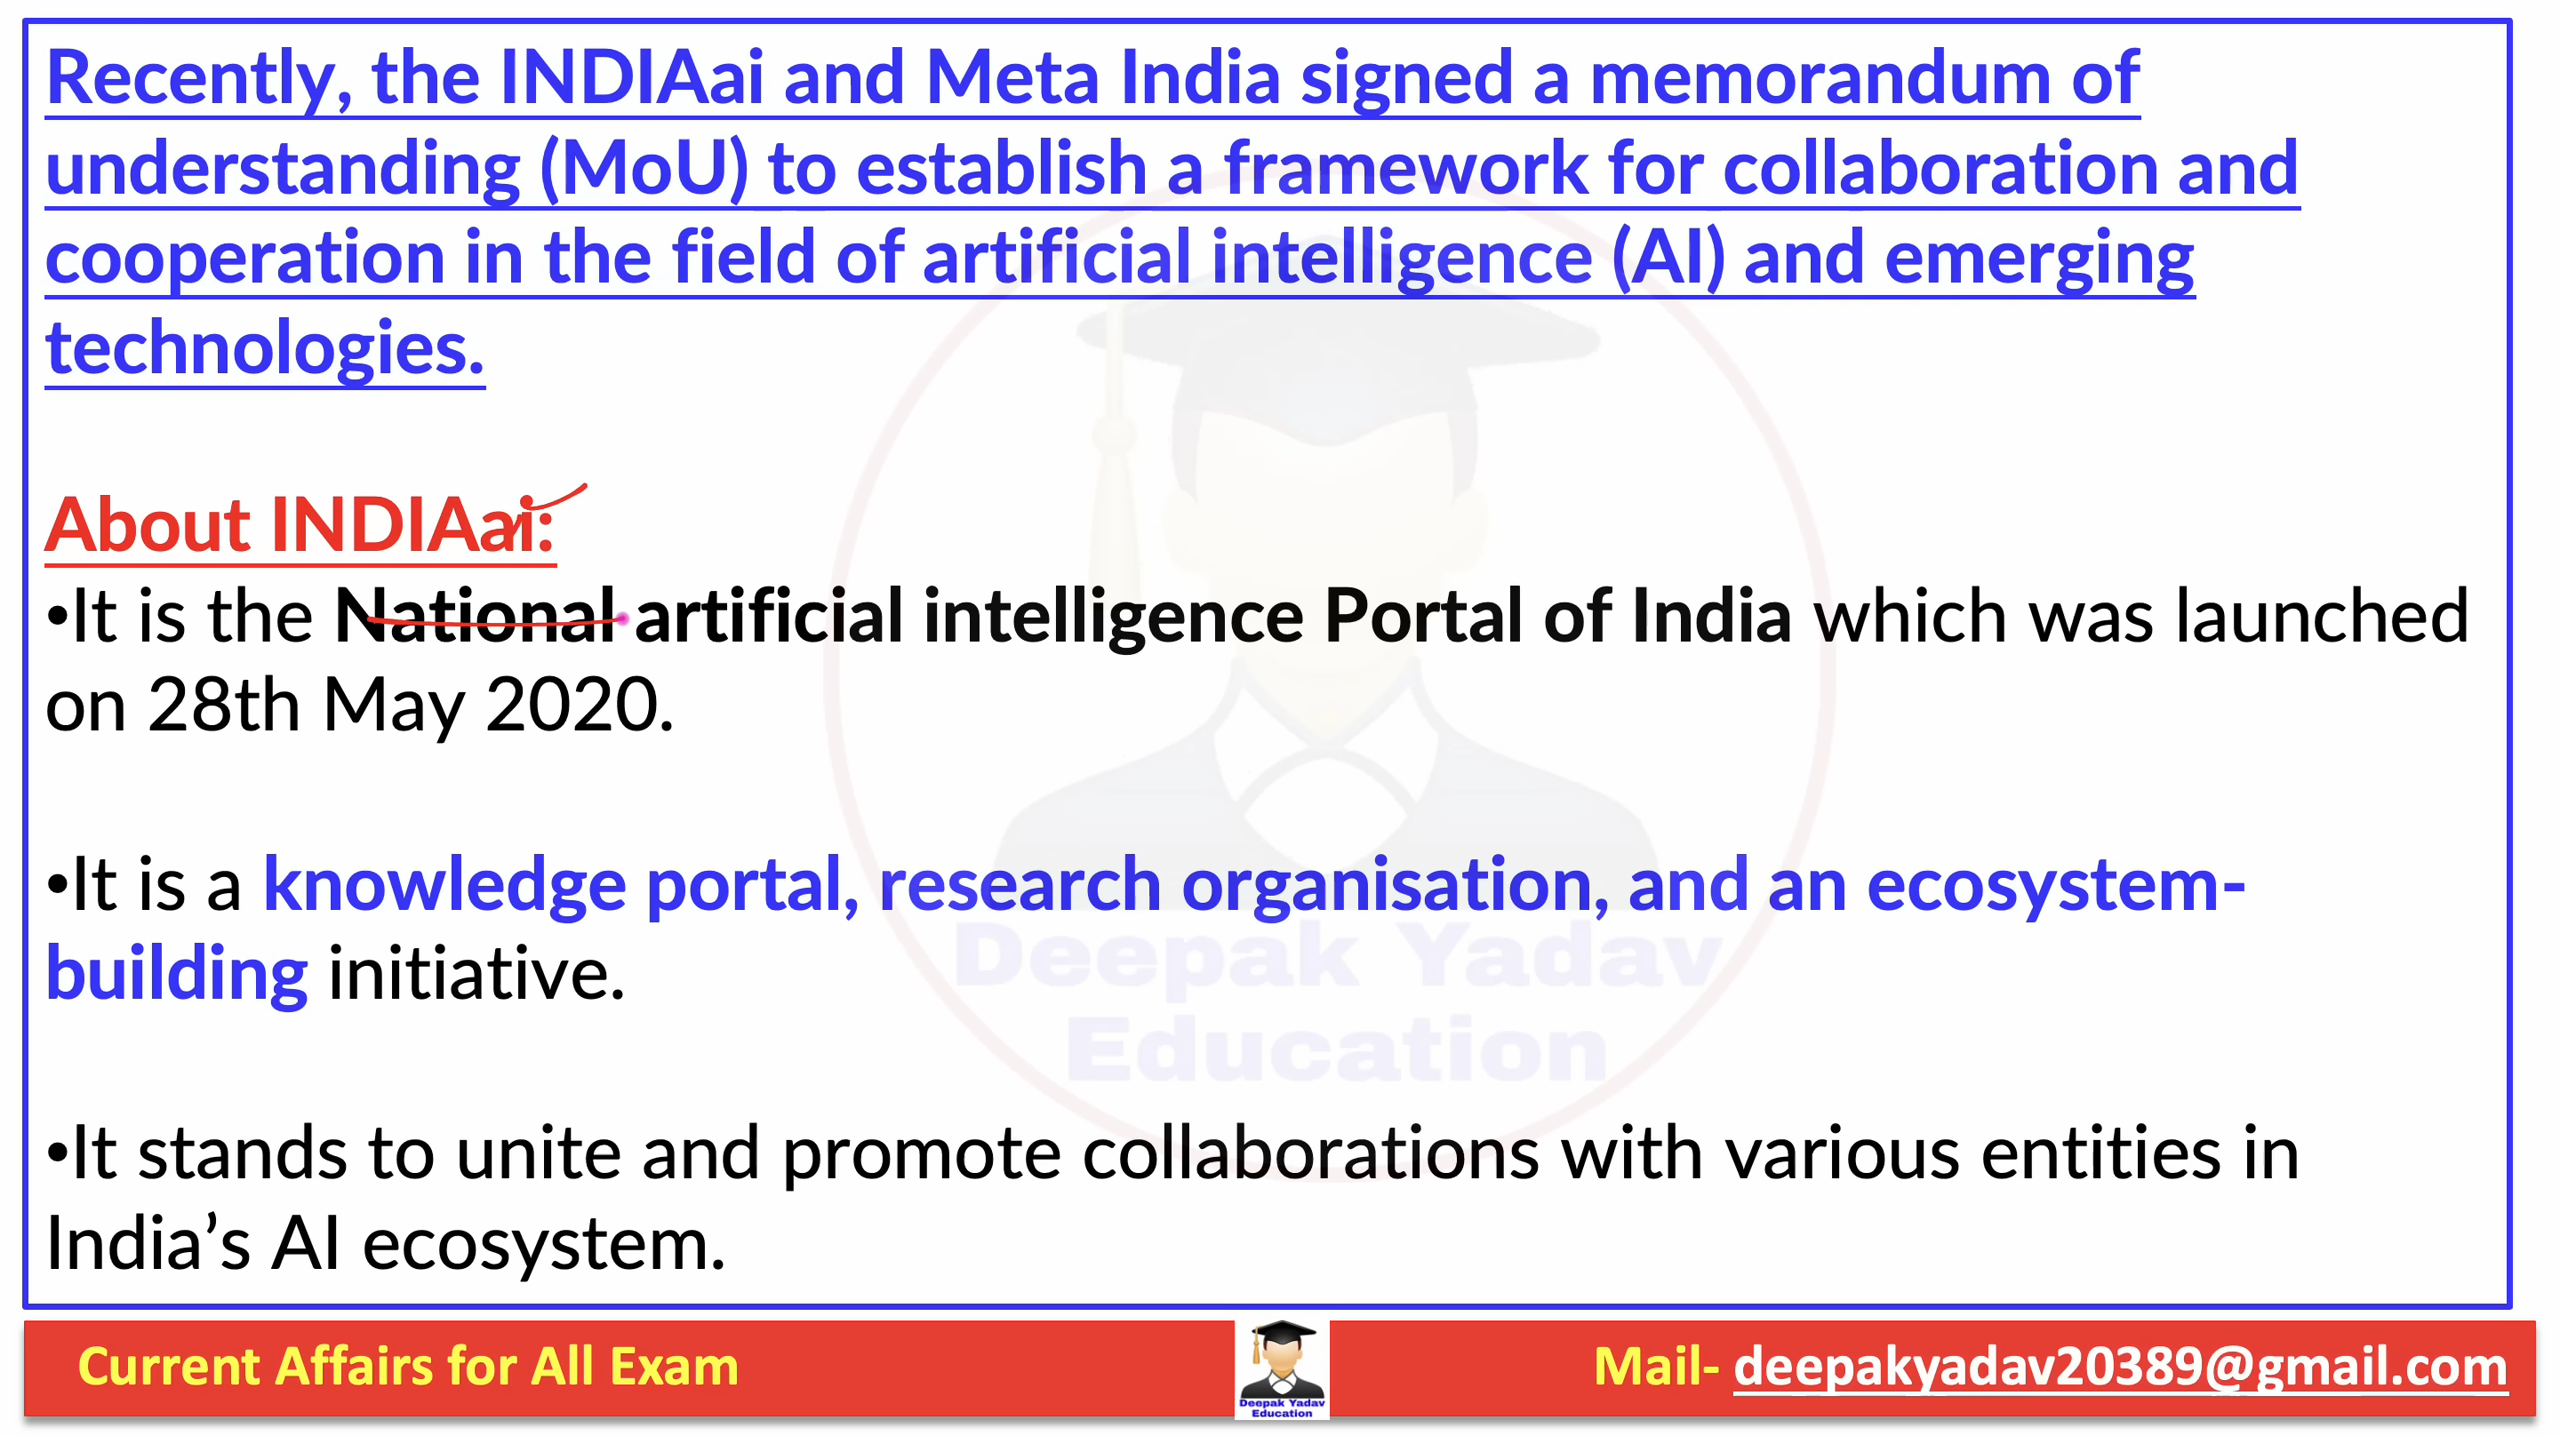 Recently, the INDIAai and Meta India signed a memorandum of
understanding (MoU) to establish a framework for collaboration and
cooperation in the field of artificial intelligence (AI) and emerging
technologies.
About INDIAai:
•It is the National artificial intelligence Portal of India which was launched
on 28th May 2020.
•It is a knowledge portal, research organisation, and an ecosystem-
building initiative.
Deepak Yadav
Education
•It stands to unite and promote collaborations with various entities in
India’s AI ecosystem.
Current Affairs for All Exam
Deepak Yadav
Education
Mail- deepakyadav20389@gmail.com